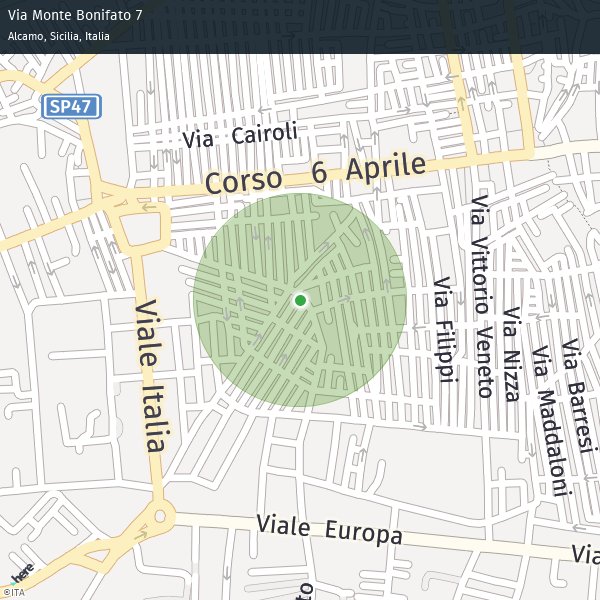 Via Monte Bonifato 7
Alcamo, Sicilia, Italia
SP47
Via Cairoli
Corso 6 Aprile
Via Vittorio Veneto
Via Filippi
Via Nizza
Via Maddaloni
Via Barresi
Viale Italia
Viale Europa
Via
to
here
©ITA